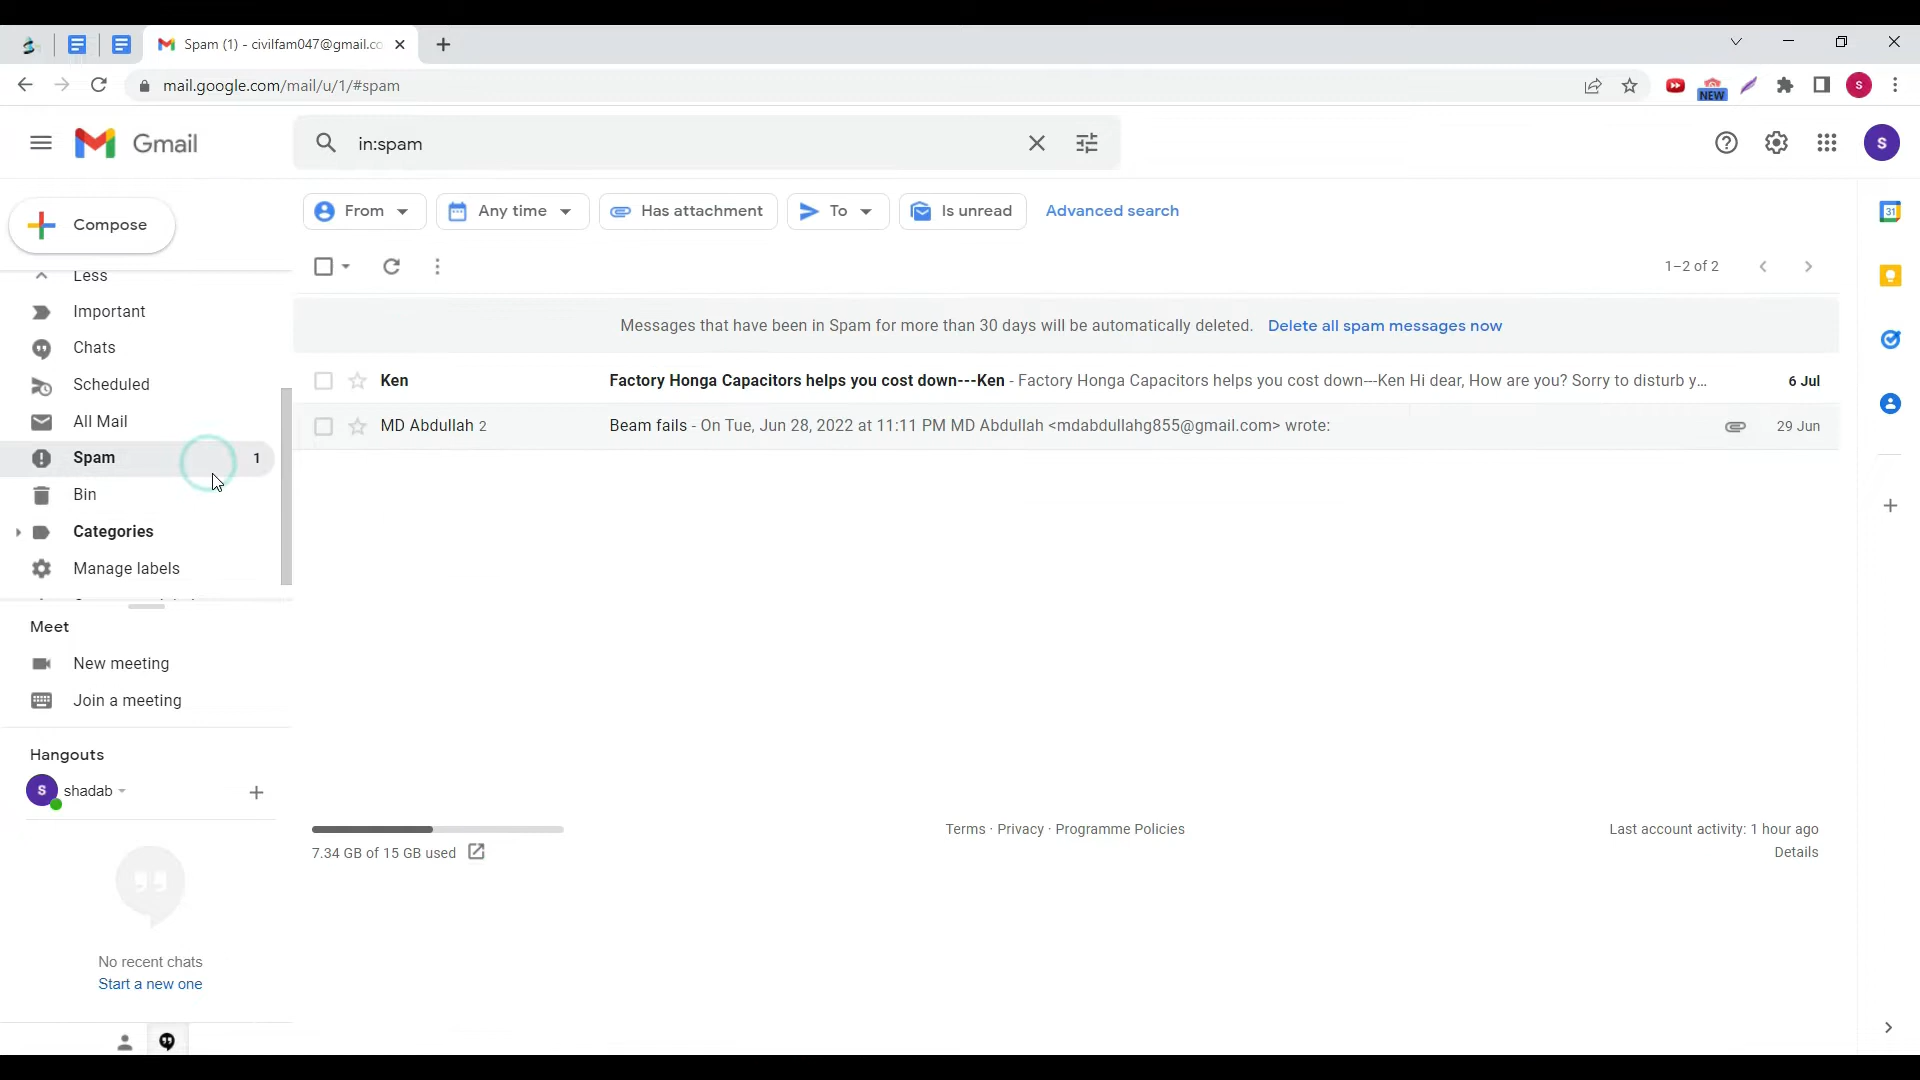 Spam (1) - civilfam047@gmail.co
mail.google.com/mail/u/1/#spam
NEW
S
Gmail
in:spam
S
Compose
From
Any time
Has attachment
To
Is unread
Advanced search
31
1–2 of 2
Less
Important
Chats
Scheduled
All Mail
Spam 1
Bin
Categories
Manage labels
Messages that have been in Spam for more than 30 days will be automatically deleted. Delete all spam messages now
Ken Factory Honga Capacitors helps you cost down---Ken - Factory Honga Capacitors helps you cost down---Ken Hi dear, How are you? Sorry to disturb y... 6 Jul
MD Abdullah 2 Beam fails - On Tue, Jun 28, 2022 at 11:11 PM MD Abdullah <mdabdullahg855@gmail.com> wrote: 29 Jun
Meet
New meeting
Join a meeting
Hangouts
S shadab
No recent chats
Start a new one
7.34 GB of 15 GB used
Terms · Privacy · Programme Policies
Last account activity: 1 hour ago
Details